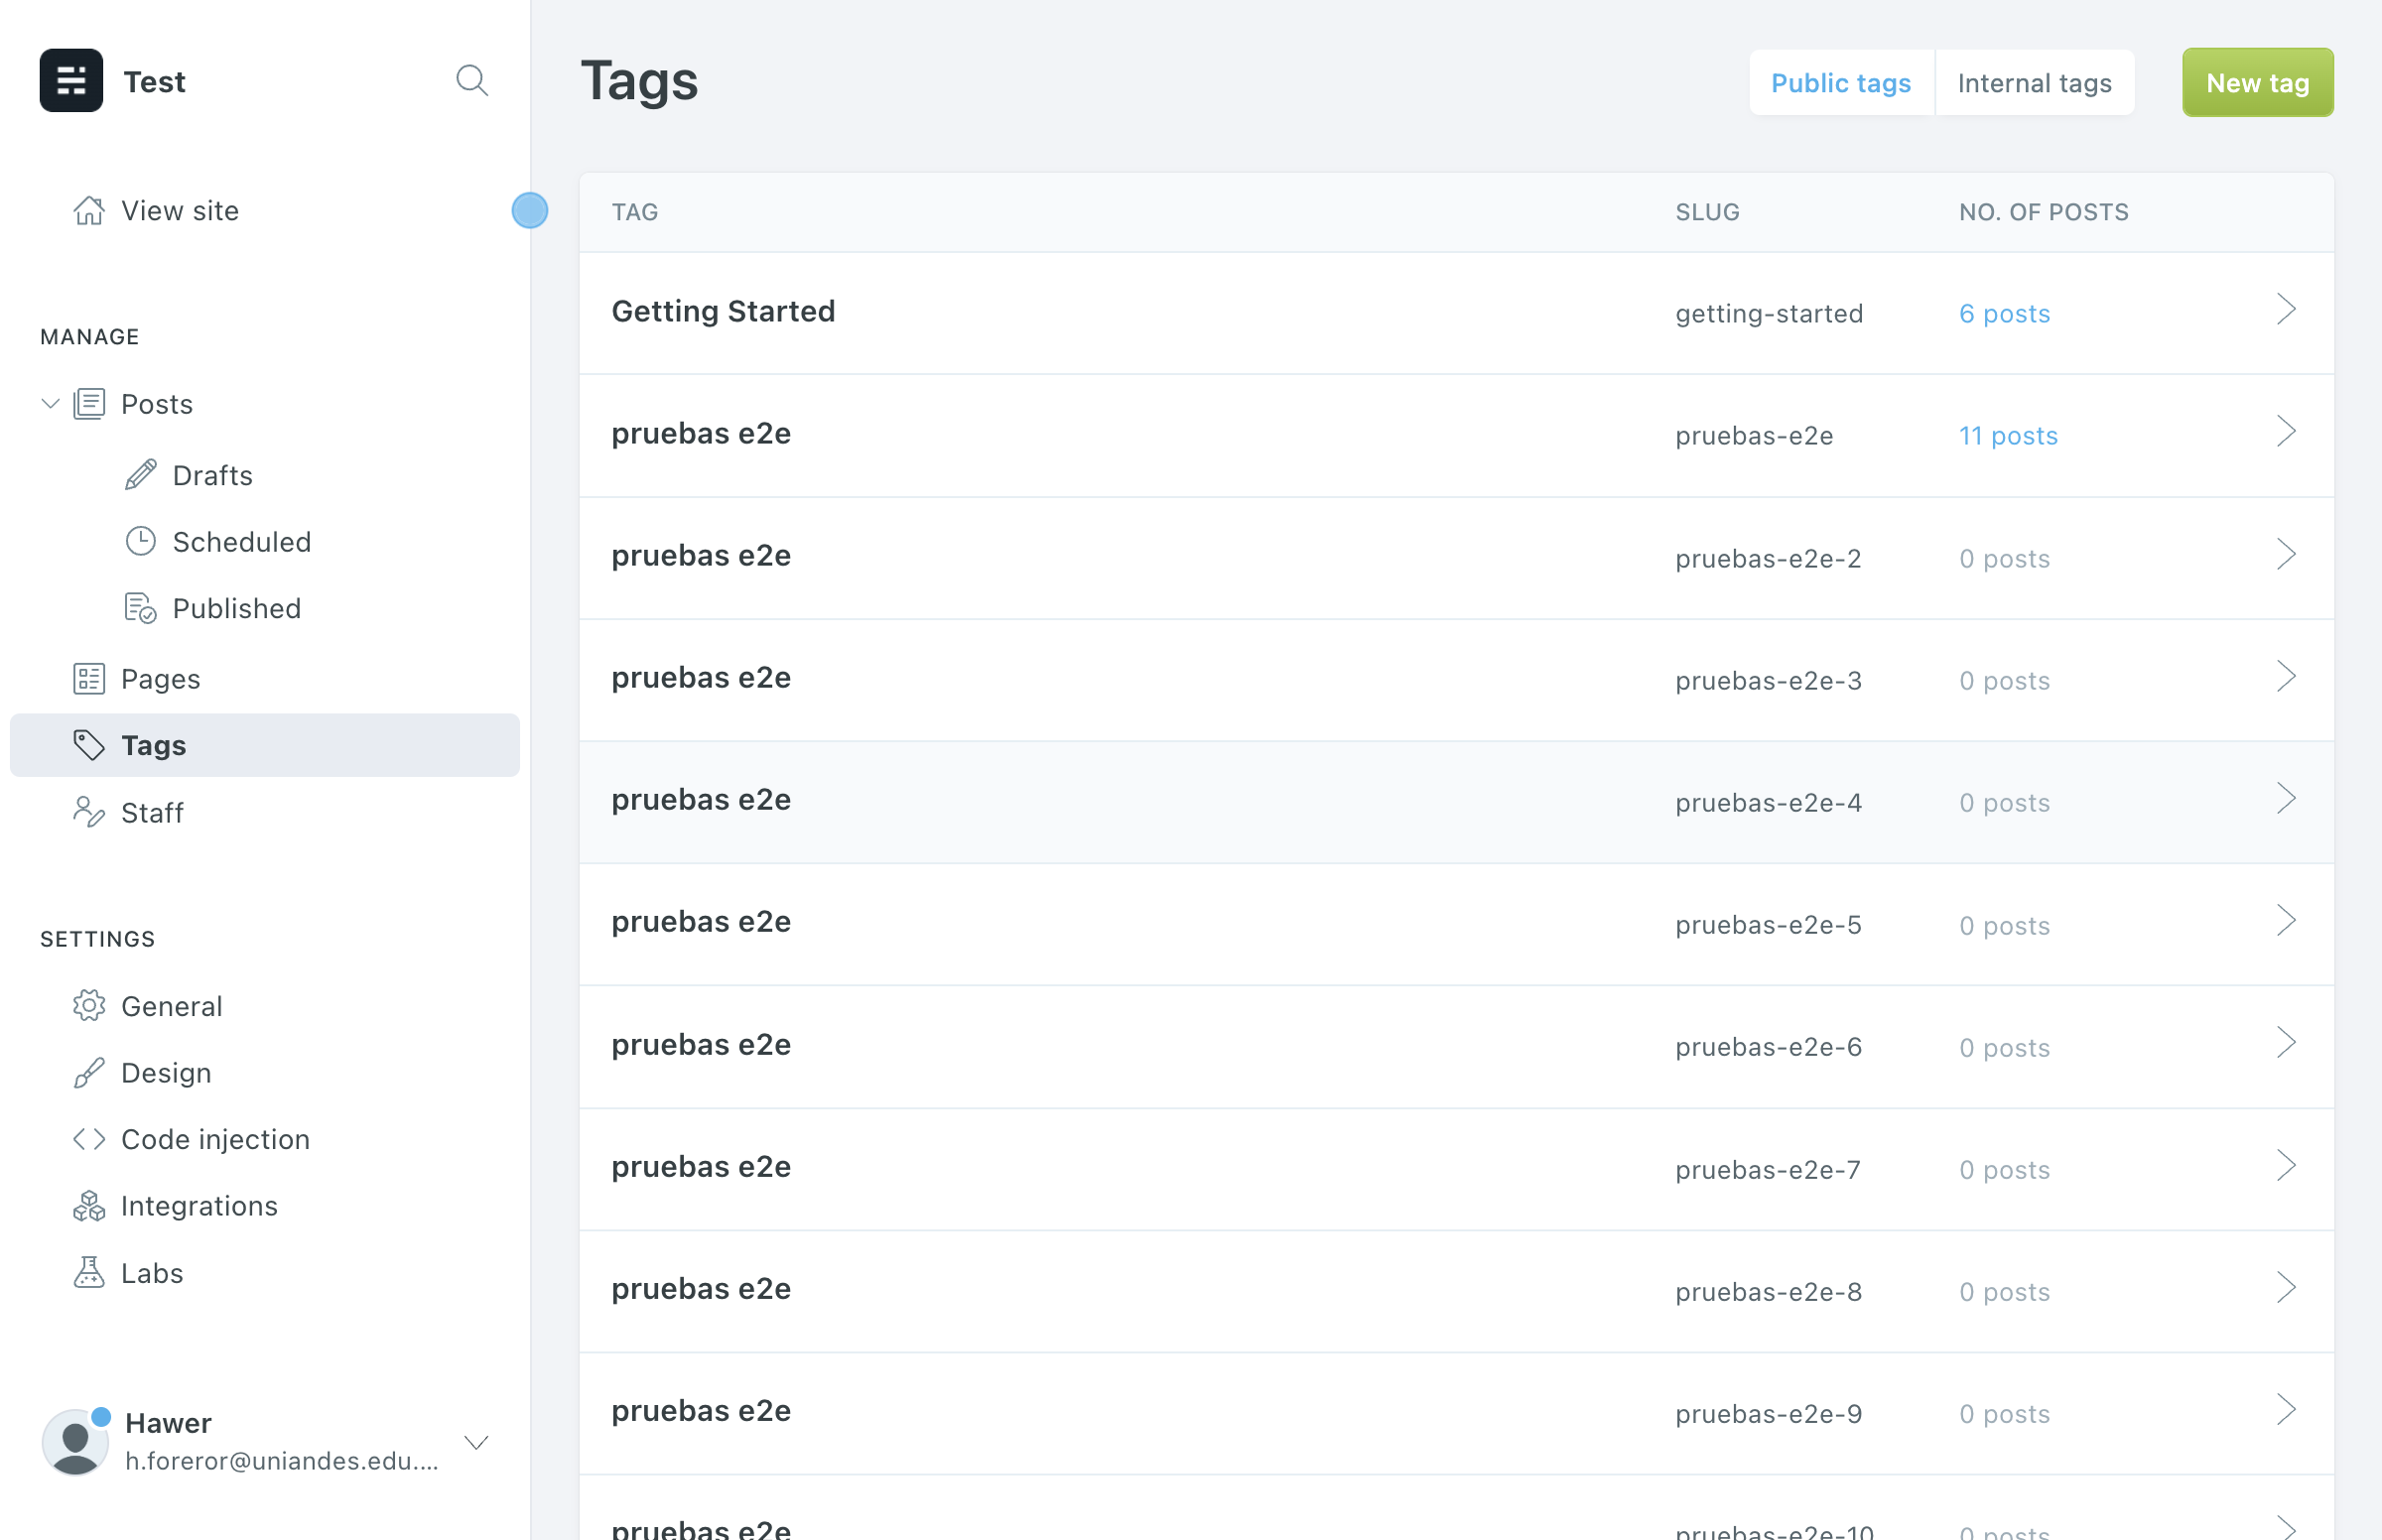 Test
View site
MANAGE
Posts
Drafts
Scheduled
Published
Pages
Tags
Staff
SETTINGS
General
Design
Code injection
Integrations
Labs
Hawer
h.foreror@uniandes.edu....
Tags
Public tags Internal tags New tag
TAG SLUG NO. OF POSTS
Getting Started getting-started 6 posts
pruebas e2e pruebas-e2e 11 posts
pruebas e2e pruebas-e2e-2 0 posts
pruebas e2e pruebas-e2e-3 0 posts
pruebas e2e pruebas-e2e-4 0 posts
pruebas e2e pruebas-e2e-5 0 posts
pruebas e2e pruebas-e2e-6 0 posts
pruebas e2e pruebas-e2e-7 0 posts
pruebas e2e pruebas-e2e-8 0 posts
pruebas e2e pruebas-e2e-9 0 posts
pruebas e2e pruebas-e2e-10 0 posts